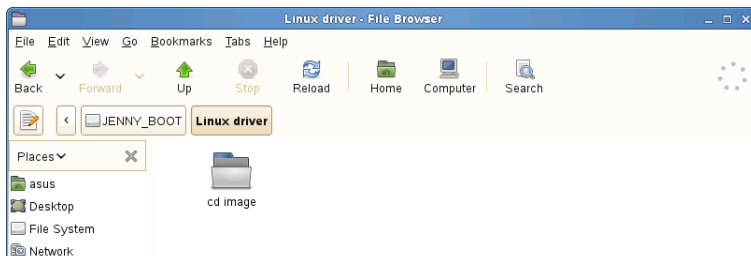 Linux driver - File Browser
File Edit View Go Bookmarks Tabs Help
Back Forward Up Stop Reload Home Computer Search
JENNY_BOOT Linux driver
Places
asus
Desktop
File System
Network
cd image